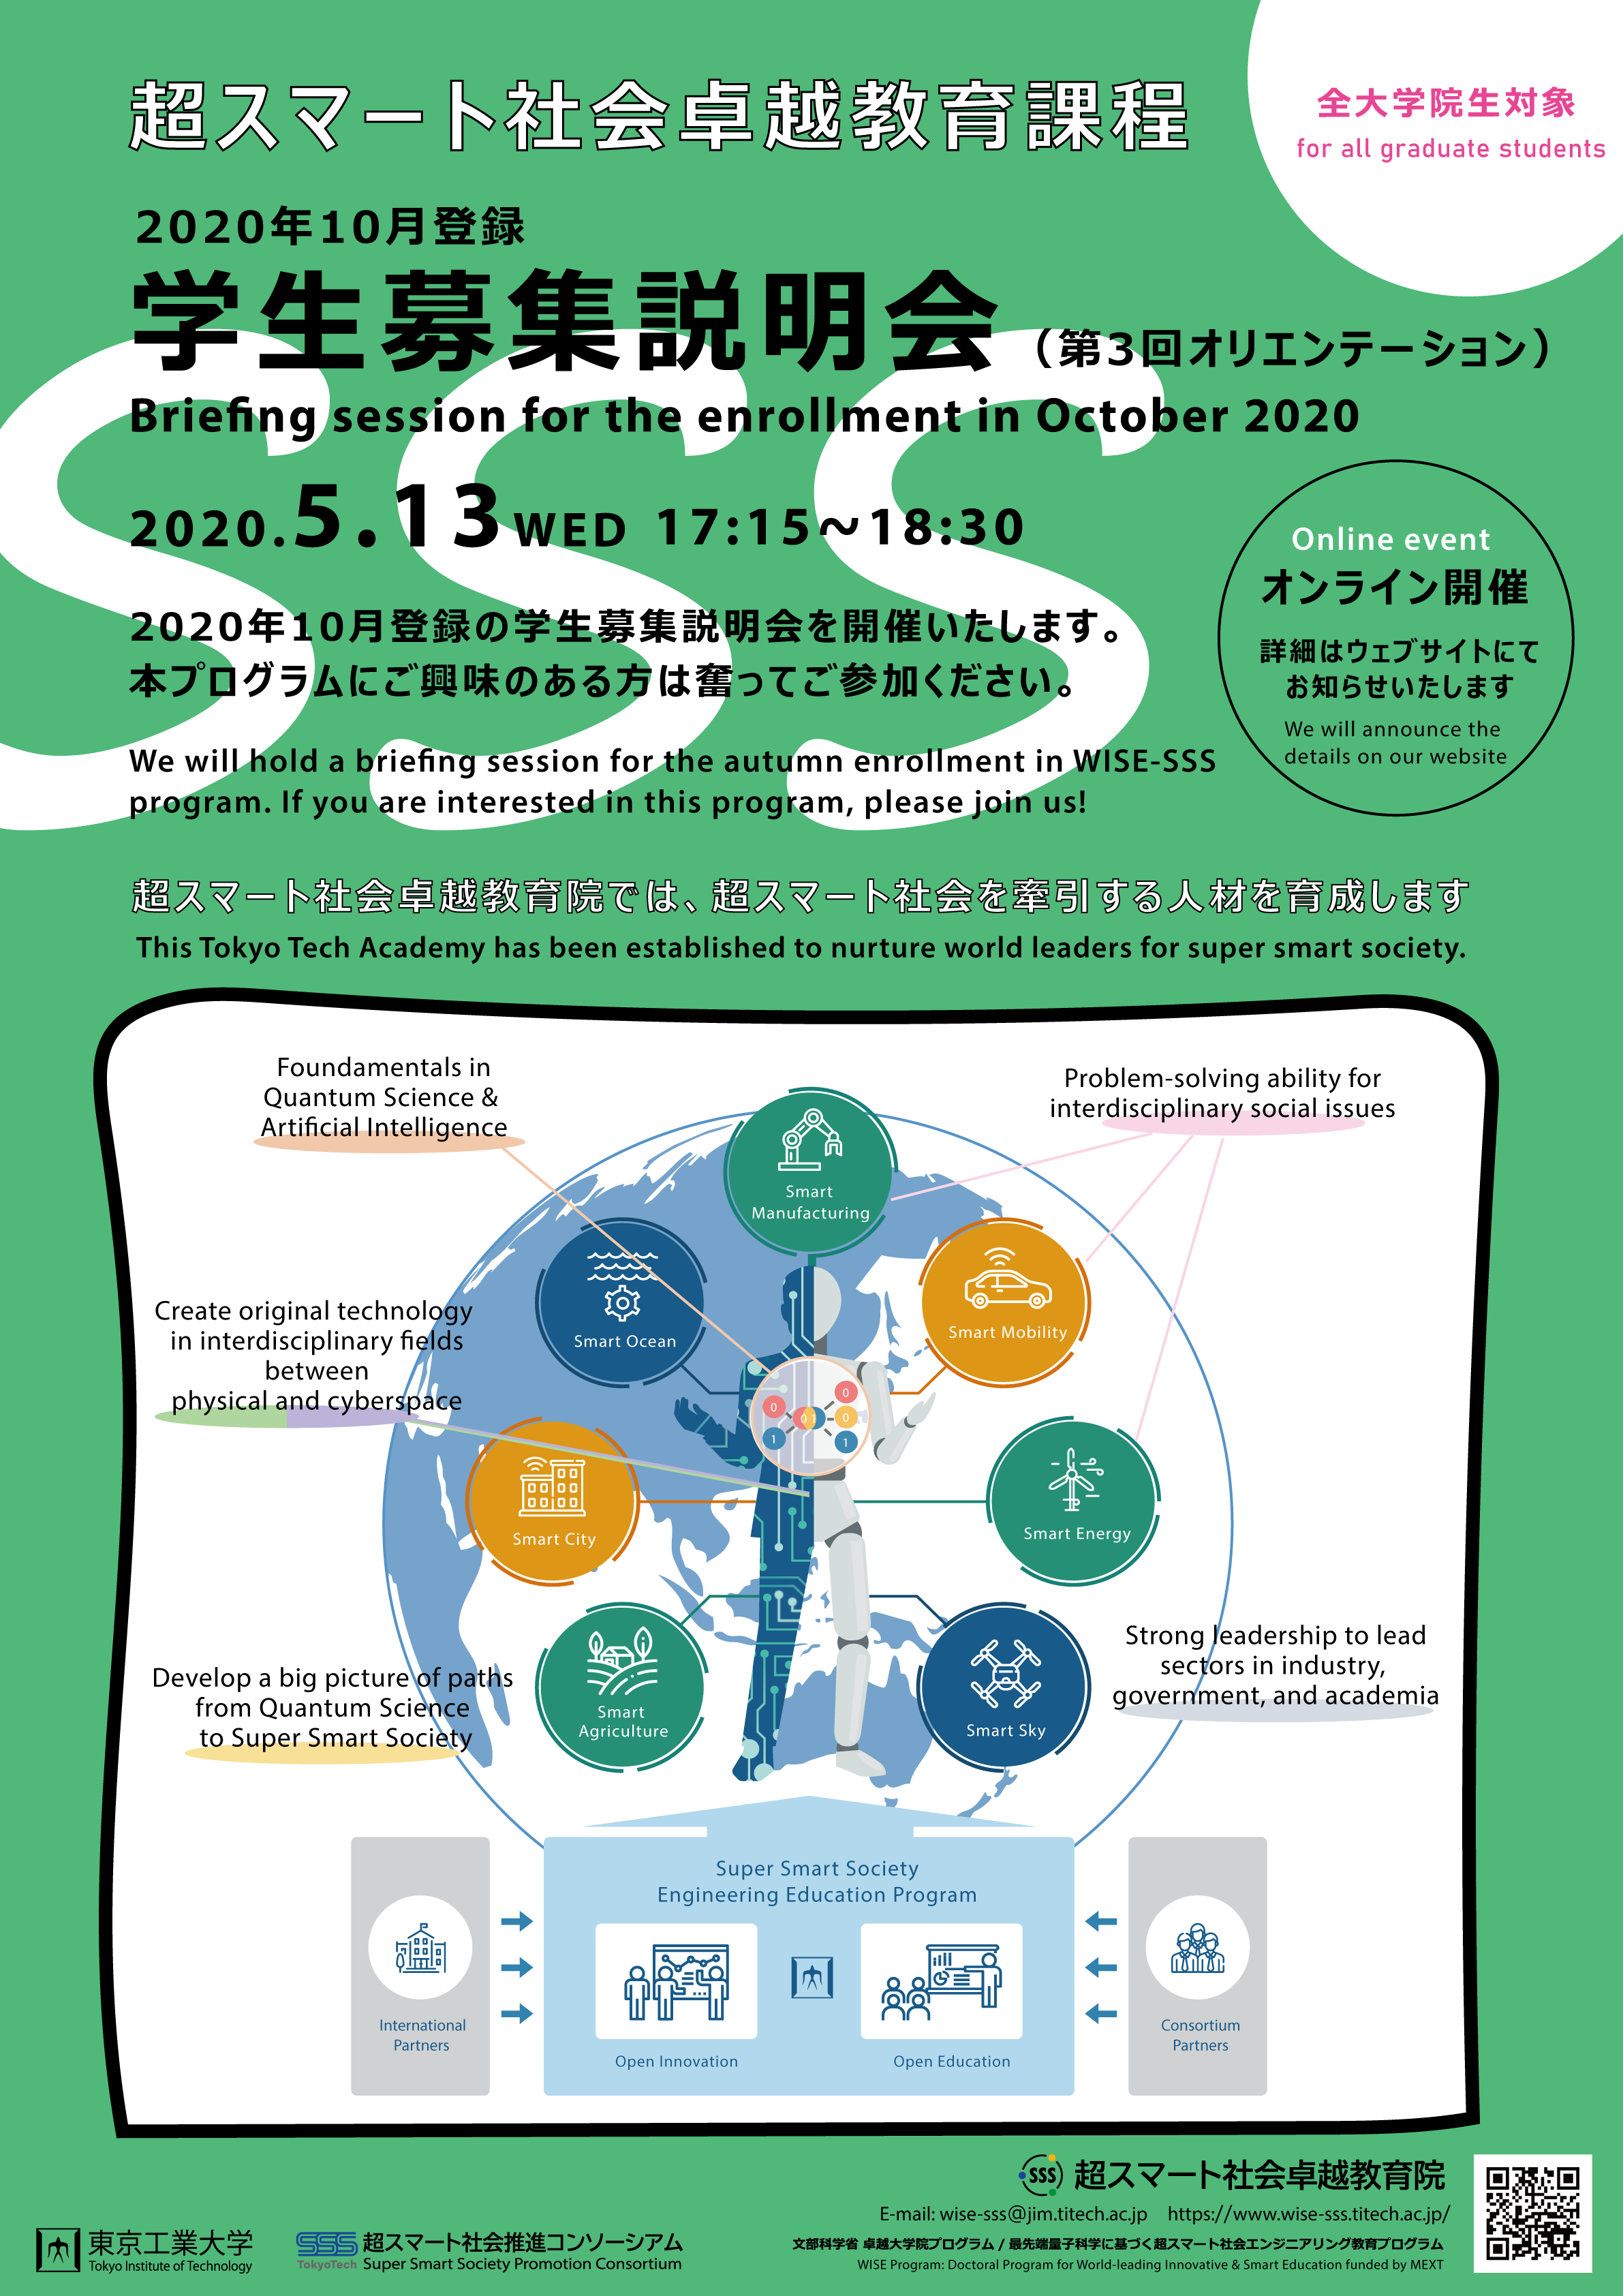 超スマート社会卓越教育課程
全大学院生対象
for all graduate students
2020年10月登録
学生募集説明会（第3回オリエンテーション）
Briefing session for the enrollment in October 2020
2020.5.13 WED 17:15~18:30
Online event
オンライン開催
詳細はウェブサイトにて
お知らせいたします
We will announce the
details on our website
2020年10月登録の学生募集説明会を開催いたします。
本プログラムにご興味のある方は奮ってご参加ください。
We will hold a briefing session for the autumn enrollment in WISE-SSS
program. If you are interested in this program, please join us!
SSS
超スマート社会卓越教育院では、超スマート社会を牽引する人材を育成します
This Tokyo Tech Academy has been established to nurture world leaders for super smart society.
Foundamentals in
Quantum Science &
Artificial Intelligence
Problem-solving ability for
interdisciplinary social issues
Smart
Manufacturing
Smart Ocean
Smart Mobility
Create original technology
in interdisciplinary fields
between
physical and cyberspace
0
0
0 1
0
1
1
Smart City
Smart Energy
Develop a big picture of paths
from Quantum Science
to Super Smart Society
Smart
Agriculture
Smart Sky
Strong leadership to lead
sectors in industry,
government, and academia
Super Smart Society
Engineering Education Program
International
Partners
Open Innovation
Open Education
Consortium
Partners
SSS 超スマート社会卓越教育院
E-mail: wise-sss@jim.titech.ac.jp https://www.wise-sss.titech.ac.jp/
文部科学省 卓越大学院プログラム / 最先端量子科学に基づく超スマート社会エンジニアリング教育プログラム
WISE Program: Doctoral Program for World-leading Innovative & Smart Education funded by MEXT
東京工業大学
Tokyo Institute of Technology
SSS
TokyoTech
超スマート社会推進コンソーシアム
Super Smart Society Promotion Consortium